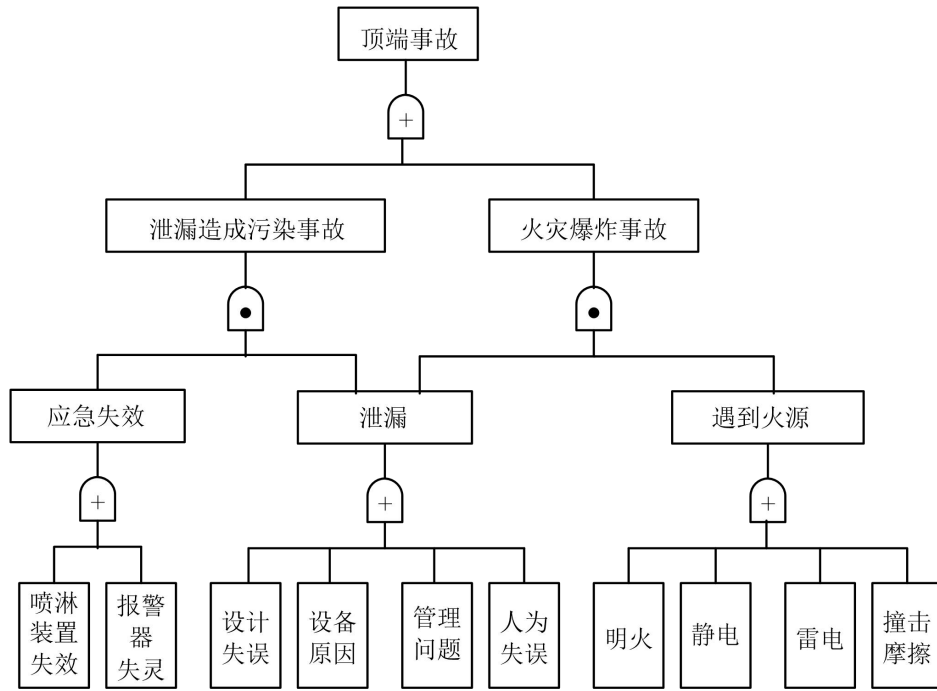 顶端事故
+
泄漏造成污染事故
火灾爆炸事故
应急失效
泄漏
遇到火源
+
+
+
喷淋
装置
失效
报警
器
失灵
设计
失误
设备
原因
管理
问题
人为
失误
明火
静电
雷电
撞击
摩擦